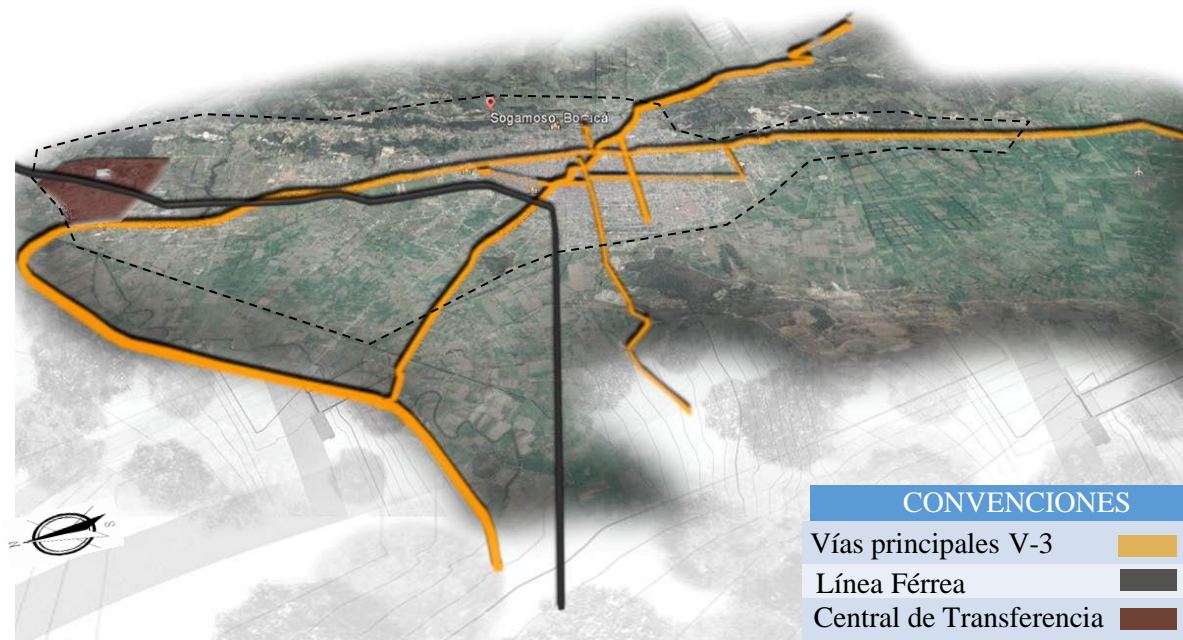 Sogamoso, Boyacá
N
S
CONVENCIONES
Vías principales V-3
Línea Férrea
Central de Transferencia